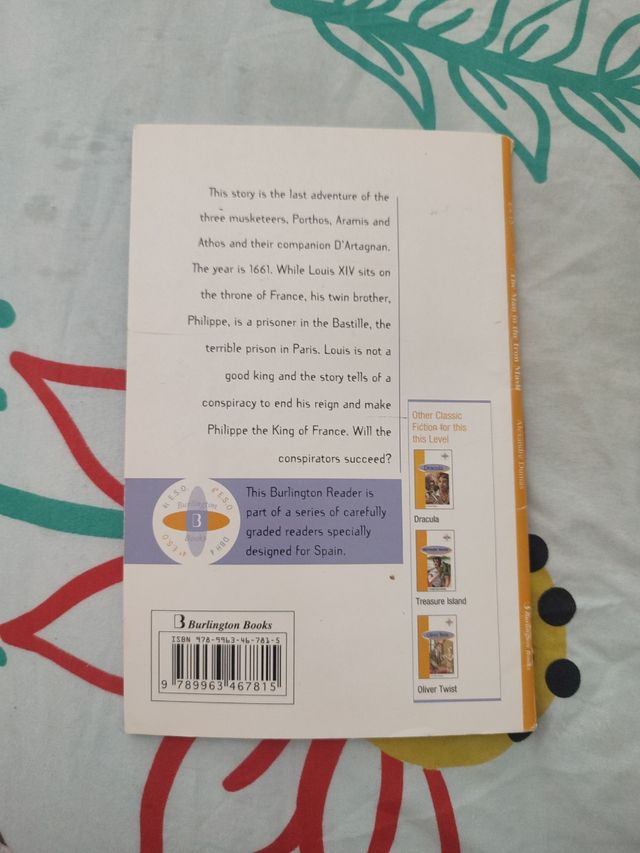 This story is the last adventure of the
three musketeers, Porthos, Aramis and
Athos and their companion D'Artagnan.
The year is 1661. While Louis XIV sits on
the throne of France, his twin brother,
Philippe, is a prisoner in the Bastille, the
terrible prison in Paris. Louis is not a
good king and the story tells of a
conspiracy to end his reign and make
Philippe the King of France. Will the
conspirators succeed?
This Burlington Reader is
part of a series of carefully
graded readers specially
designed for Spain.
4º E.S.O
Burlington
B
Books
DBH 4
Other Classic
Fiction for this
this Level
Dracula
Dracula
Treasure Island
Oliver Twist
B Burlington Books
ISBN 978-9963-46-781-5
9 789963 467815
The Man in the Iron Mask
Alexandre Dumas
Burlington Books